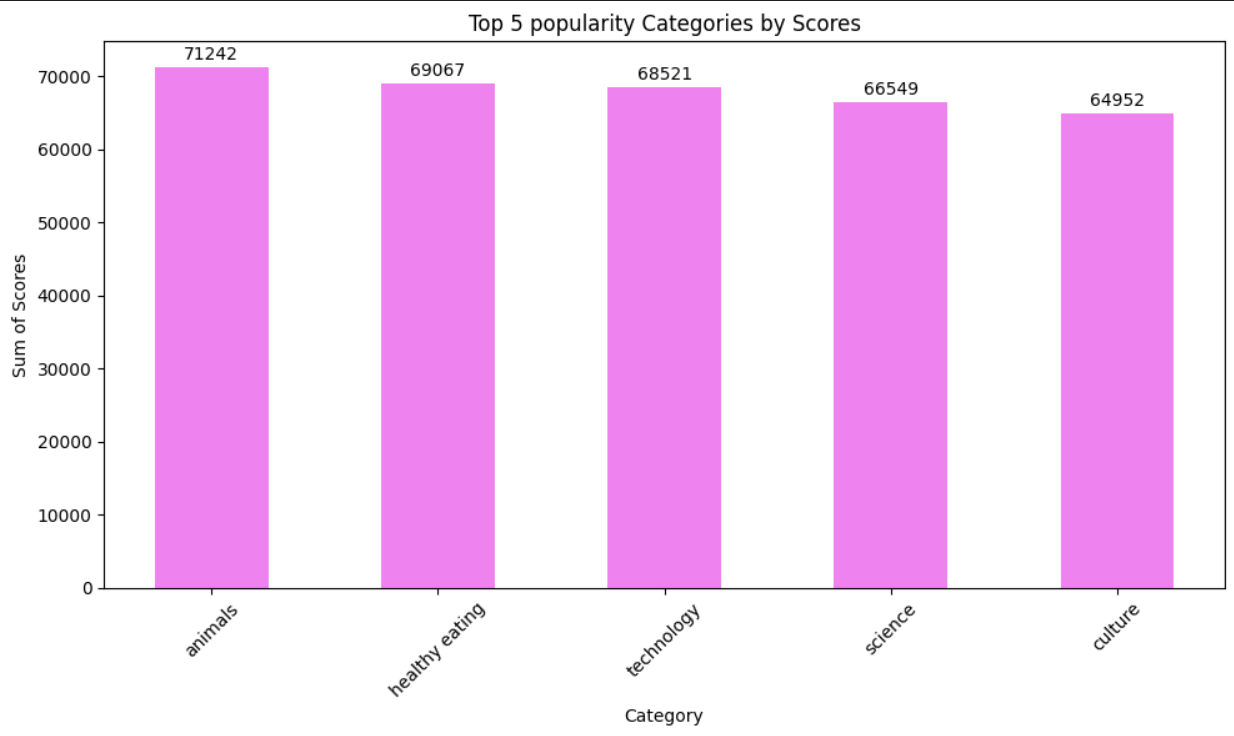 Top 5 popularity Categories by Scores
71242
69067
68521
66549
64952
70000
60000
50000
40000
30000
20000
10000
0
Sum of Scores
animals
healthy eating
technology
science
culture
Category